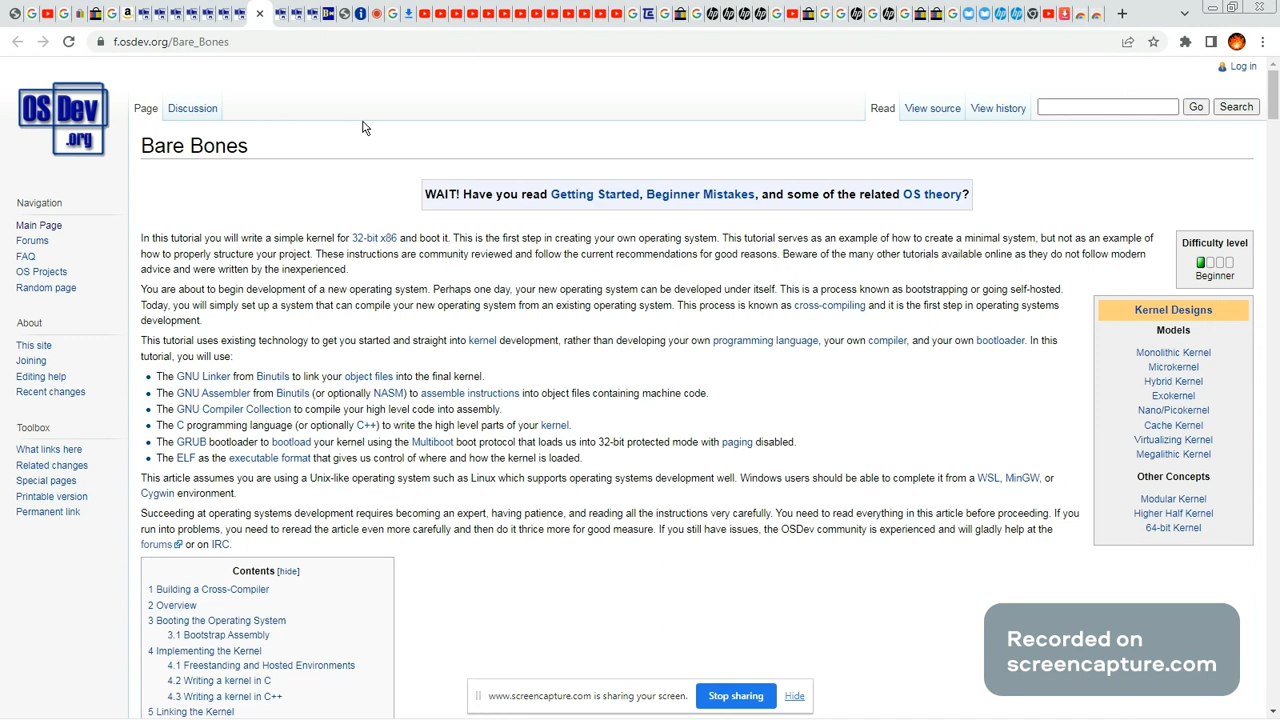 f.osdev.org/Bare_Bones
Log in
OS Dev
.org
Page
Discussion
Read
View source
View history
Go
Search
Bare Bones
WAIT! Have you read Getting Started, Beginner Mistakes, and some of the related OS theory?
Navigation
Main Page
Forums
FAQ
OS Projects
Random page
About
This site
Joining
Editing help
Recent changes
Toolbox
What links here
Related changes
Special pages
Printable version
Permanent link
In this tutorial you will write a simple kernel for 32-bit x86 and boot it. This is the first step in creating your own operating system. This tutorial serves as an example of how to create a minimal system, but not as an example of
how to properly structure your project. These instructions are community reviewed and follow the current recommendations for good reasons. Beware of the many other tutorials available online as they do not follow modern
advice and were written by the inexperienced.
You are about to begin development of a new operating system. Perhaps one day, your new operating system can be developed under itself. This is a process known as bootstrapping or going self-hosted.
Today, you will simply set up a system that can compile your new operating system from an existing operating system. This process is known as cross-compiling and it is the first step in operating systems
development.
This tutorial uses existing technology to get you started and straight into kernel development, rather than developing your own programming language, your own compiler, and your own bootloader. In this
tutorial, you will use:
• The GNU Linker from Binutils to link your object files into the final kernel.
• The GNU Assembler from Binutils (or optionally NASM) to assemble instructions into object files containing machine code.
• The GNU Compiler Collection to compile your high level code into assembly.
• The C programming language (or optionally C++) to write the high level parts of your kernel.
• The GRUB bootloader to bootload your kernel using the Multiboot boot protocol that loads us into 32-bit protected mode with paging disabled.
• The ELF as the executable format that gives us control of where and how the kernel is loaded.
This article assumes you are using a Unix-like operating system such as Linux which supports operating systems development well. Windows users should be able to complete it from a WSL, MinGW, or
Cygwin environment.
Succeeding at operating systems development requires becoming an expert, having patience, and reading all the instructions very carefully. You need to read everything in this article before proceeding. If you
run into problems, you need to reread the article even more carefully and then do it thrice more for good measure. If you still have issues, the OSDev community is experienced and will gladly help at the
forums or on IRC.
Difficulty level
Beginner
Kernel Designs
Models
Monolithic Kernel
Microkernel
Hybrid Kernel
Exokernel
Nano/Picokernel
Cache Kernel
Virtualizing Kernel
Megalithic Kernel
Other Concepts
Modular Kernel
Higher Half Kernel
64-bit Kernel
Contents [hide]
1 Building a Cross-Compiler
2 Overview
3 Booting the Operating System
3.1 Bootstrap Assembly
4 Implementing the Kernel
4.1 Freestanding and Hosted Environments
4.2 Writing a kernel in C
4.3 Writing a kernel in C++
5 Linking the Kernel
www.screencapture.com is sharing your screen.
Stop sharing
Hide
Recorded on
screencapture.com